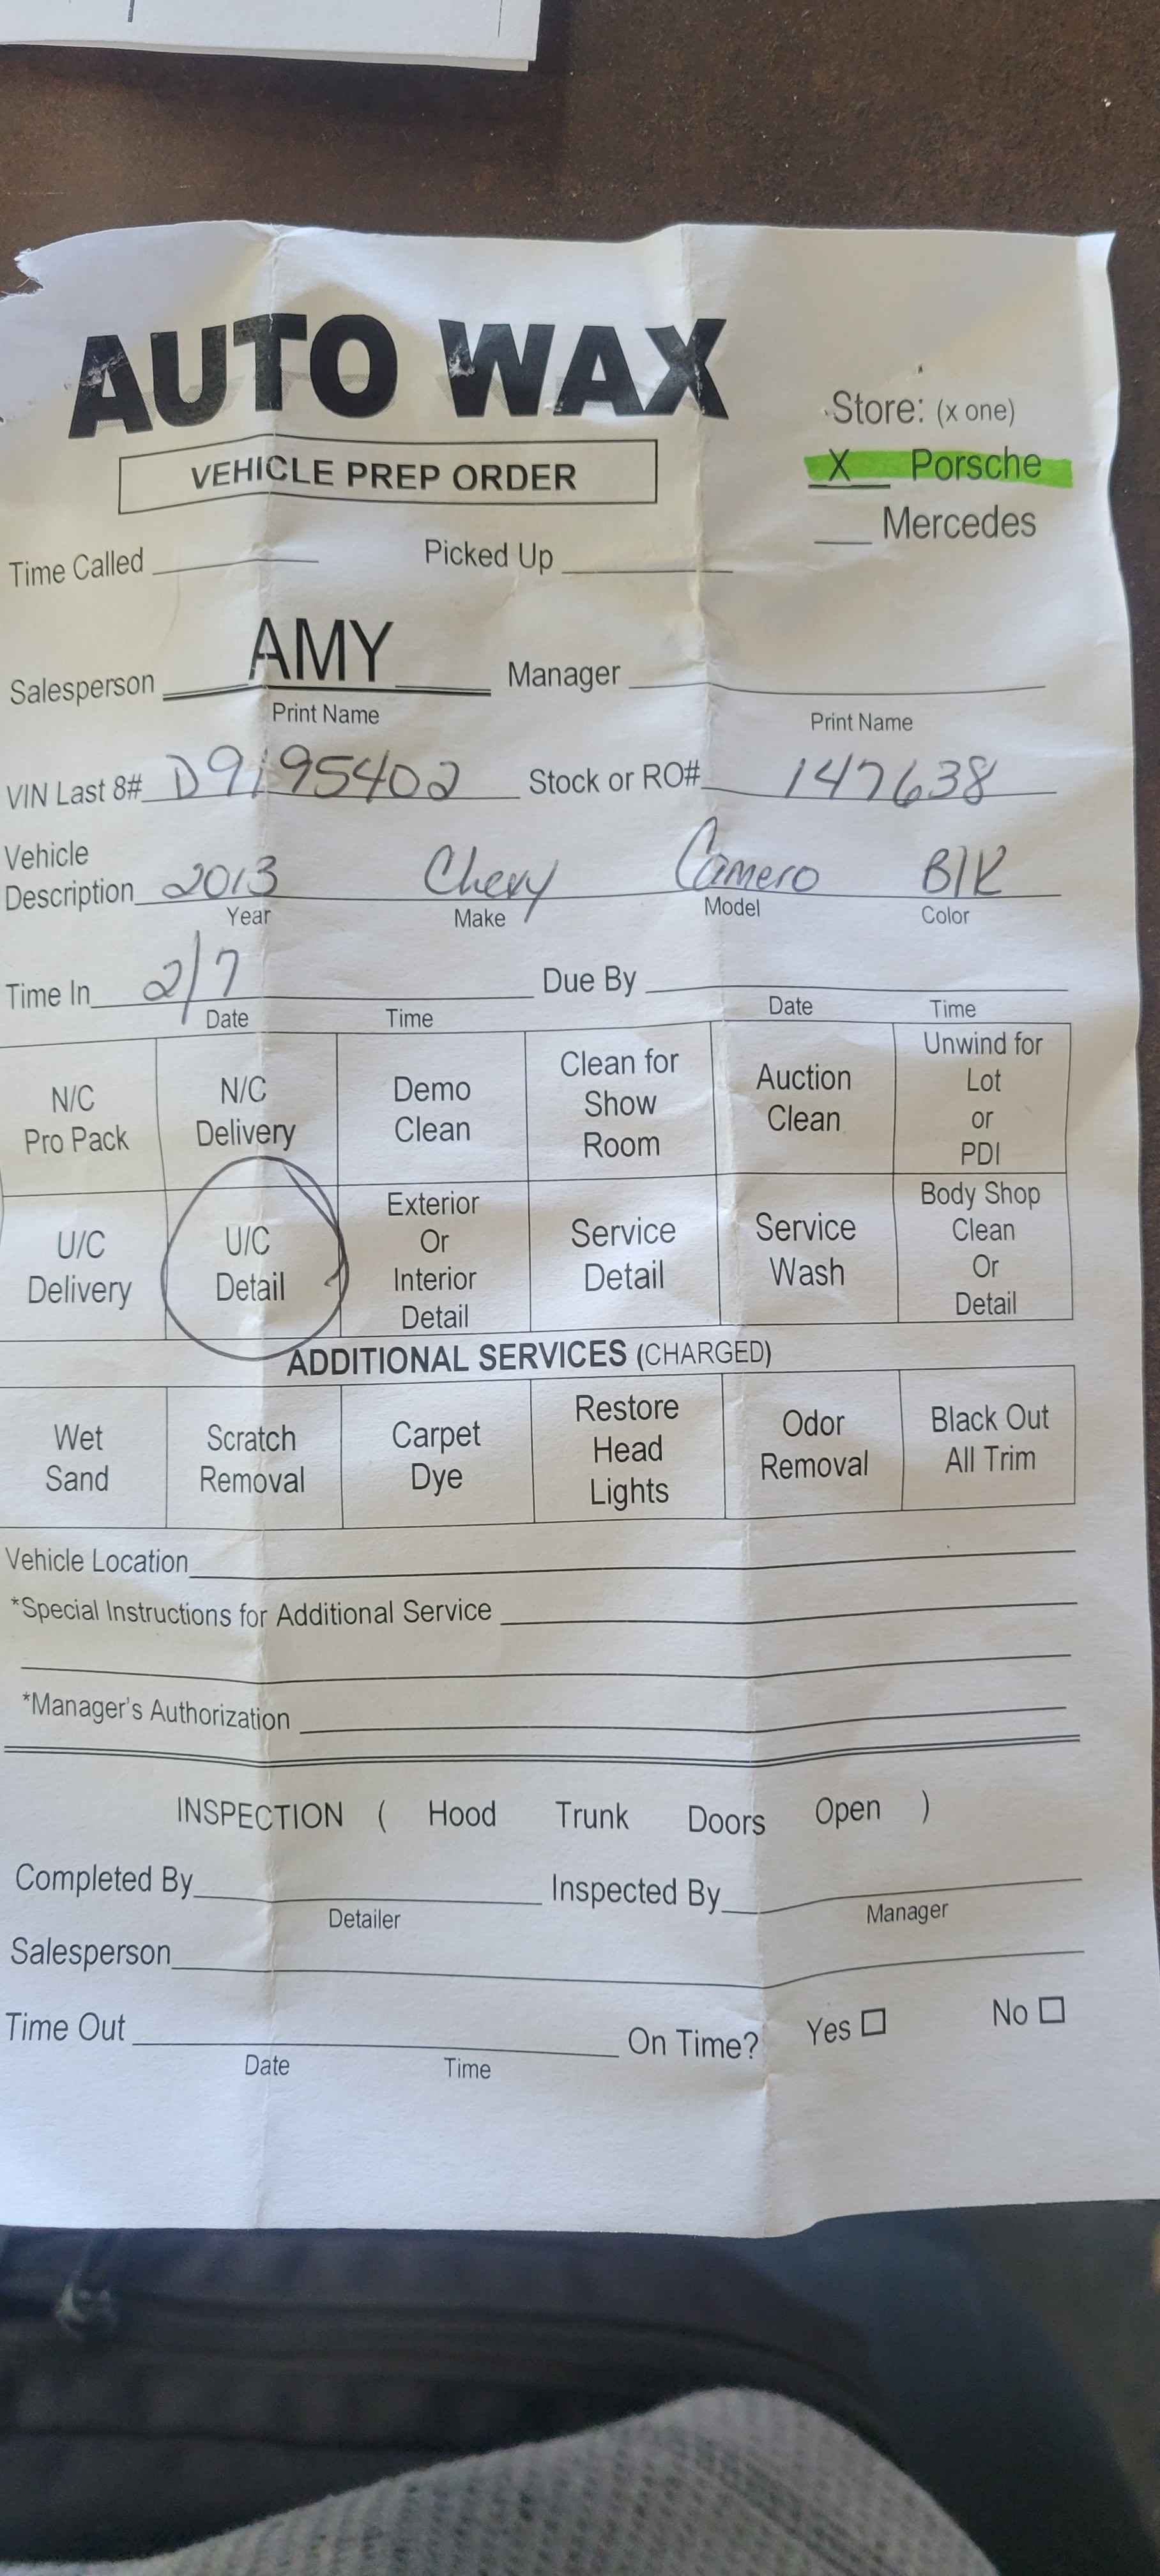 AUTO WAX
Store: (x one)
VEHICLE PREP ORDER
X Porsche
Mercedes
Time Called Picked Up
Salesperson AMY Manager
Print Name Print Name
VIN Last 8# D9195402 Stock or RO# 147638
Vehicle
Description 2013 Chevy Camero Blk
Year Make Model Color
Time In 2/7 Due By
Date Time Date Time
N/C Pro Pack N/C Delivery Demo Clean Clean for Show Room Auction Clean Unwind for Lot or PDI
U/C Delivery U/C Detail Exterior Or Interior Detail Service Detail Service Wash Body Shop Clean Or Detail
ADDITIONAL SERVICES (CHARGED)
Wet Sand Scratch Removal Carpet Dye Restore Head Lights Odor Removal Black Out All Trim
Vehicle Location
*Special Instructions for Additional Service
*Manager's Authorization
INSPECTION ( Hood Trunk Doors Open )
Completed By Inspected By
Detailer Manager
Salesperson
Time Out On Time? Yes No
Date Time